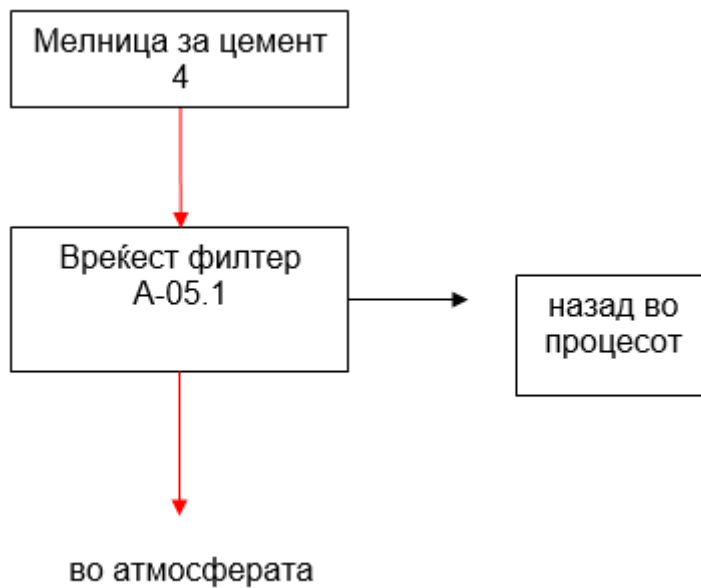 Мелница за цемент
4
Вреќест филтер
А-05.1
назад во
процесот
во атмосферата